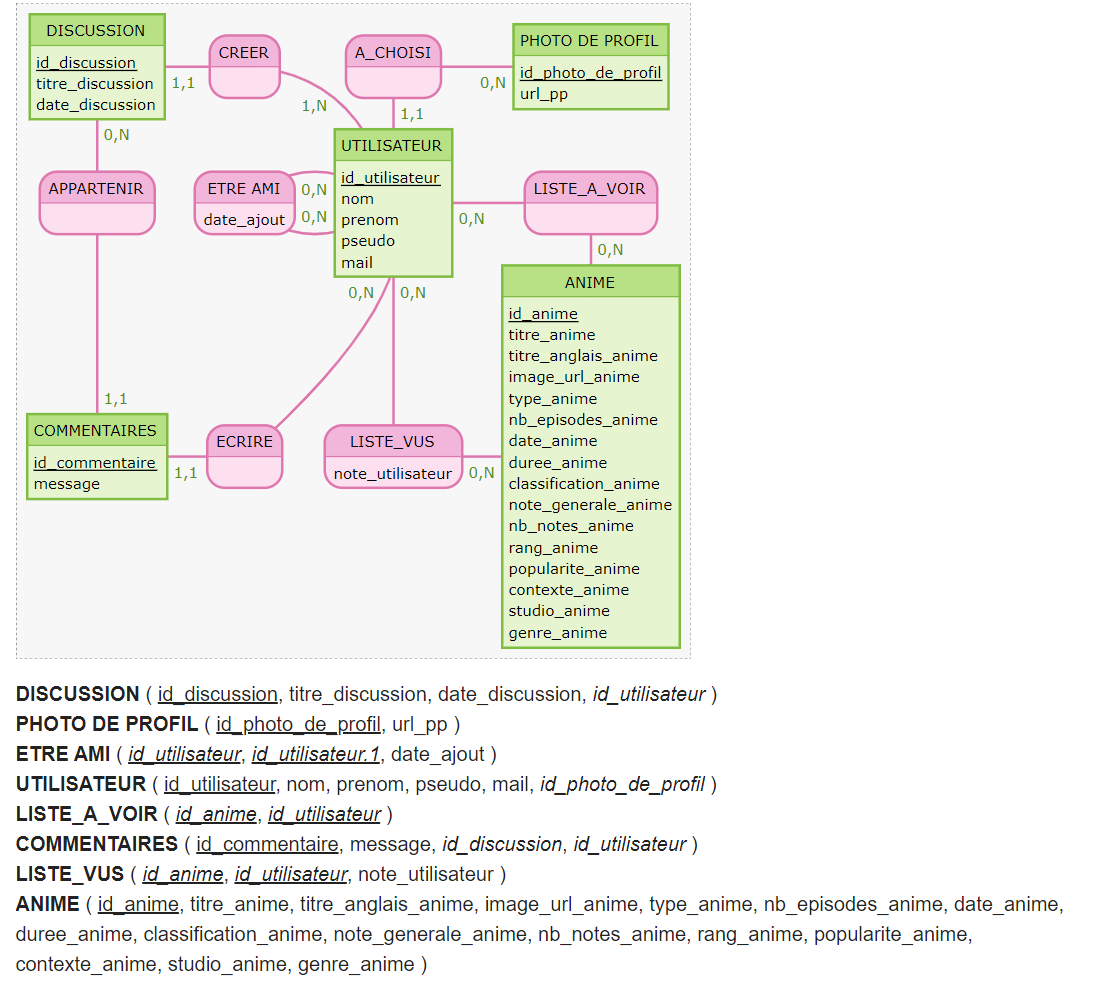 DISCUSSION
id_discussion
titre_discussion
date_discussion
1,1
CREER
1,N
A_CHOISI
0,N
1,1
PHOTO DE PROFIL
id_photo_de_profil
url_pp
0,N
APPARTENIR
1,1
ETRE AMI
date_ajout
0,N
0,N
UTILISATEUR
id_utilisateur
nom
prenom
pseudo
mail
0,N
LISTE_A_VOIR
0,N
0,N
0,N
ANIME
id_anime
titre_anime
titre_anglais_anime
image_url_anime
type_anime
nb_episodes_anime
date_anime
duree_anime
classification_anime
note_generale_anime
nb_notes_anime
rang_anime
popularite_anime
contexte_anime
studio_anime
genre_anime
COMMENTAIRES
id_commentaire
message
1,1
ECRIRE
LISTE_VUS
note_utilisateur
0,N
DISCUSSION ( id_discussion, titre_discussion, date_discussion, id_utilisateur )
PHOTO DE PROFIL ( id_photo_de_profil, url_pp )
ETRE AMI ( id_utilisateur, id_utilisateur.1, date_ajout )
UTILISATEUR ( id_utilisateur, nom, prenom, pseudo, mail, id_photo_de_profil )
LISTE_A_VOIR ( id_anime, id_utilisateur )
COMMENTAIRES ( id_commentaire, message, id_discussion, id_utilisateur )
LISTE_VUS ( id_anime, id_utilisateur, note_utilisateur )
ANIME ( id_anime, titre_anime, titre_anglais_anime, image_url_anime, type_anime, nb_episodes_anime, date_anime,
duree_anime, classification_anime, note_generale_anime, nb_notes_anime, rang_anime, popularite_anime,
contexte_anime, studio_anime, genre_anime )